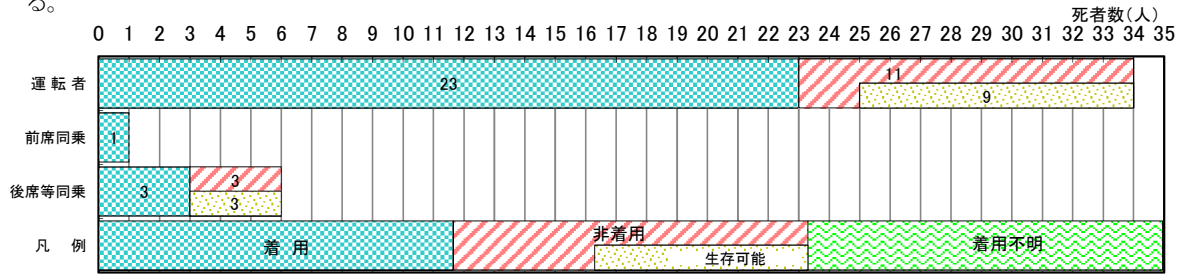 る。
死者数(人)
0 1 2 3 4 5 6 7 8 9 10 11 12 13 14 15 16 17 18 19 20 21 22 23 24 25 26 27 28 29 30 31 32 33 34 35
運転者 23 11
9
前席同乗 1
後席等同乗 3 3
3
凡 例 着 用 非着用 着用不明
生存可能